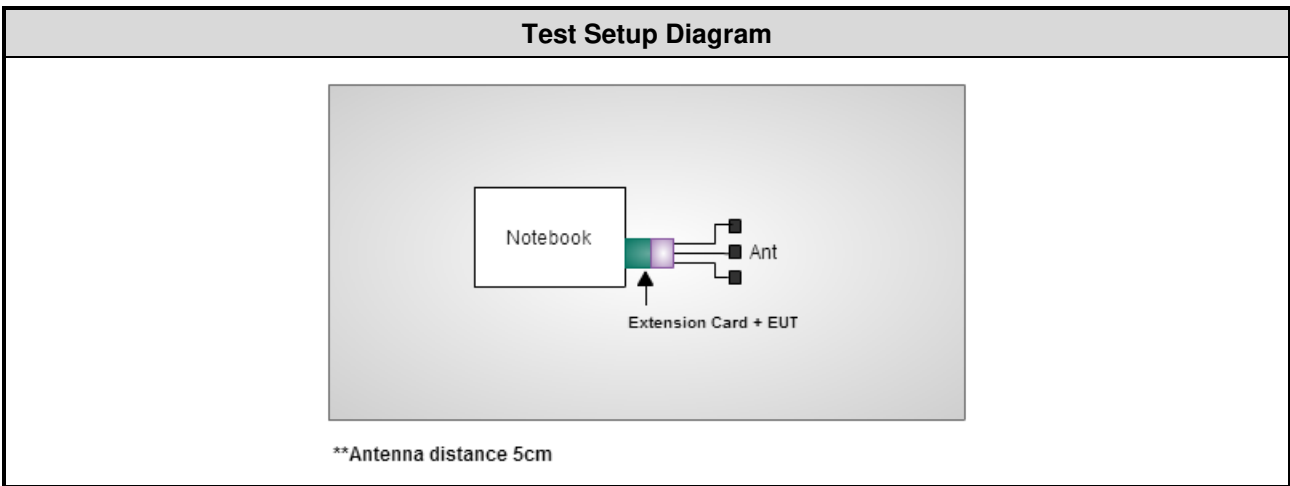 Test Setup Diagram
Notebook
Ant
Extension Card + EUT
**Antenna distance 5cm